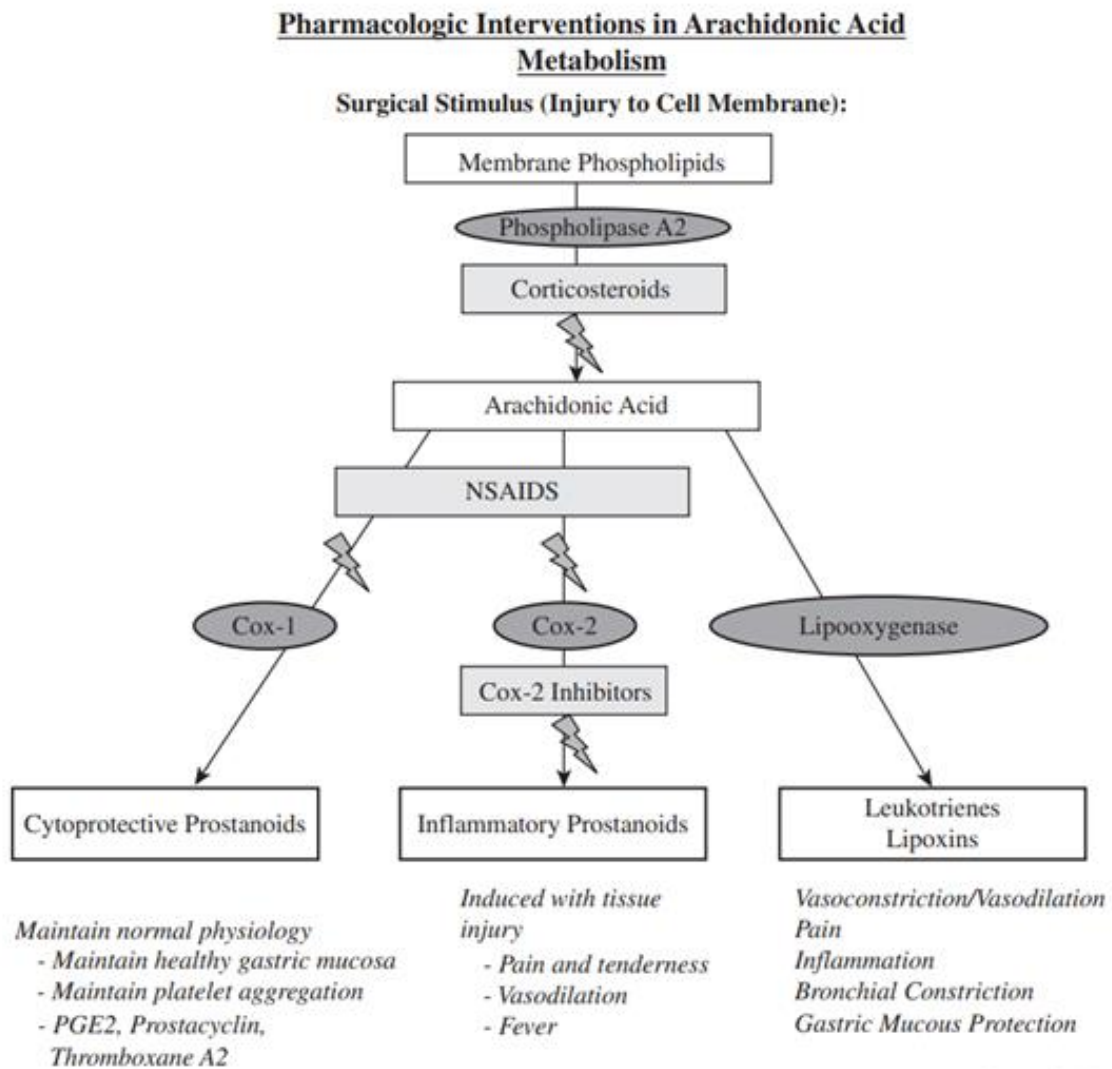 Pharmacologic Interventions in Arachidonic Acid
Metabolism
Surgical Stimulus (Injury to Cell Membrane):
Membrane Phospholipids
Phospholipase A2
Corticosteroids
Arachidonic Acid
NSAIDS
Cox-1
Cox-2
Lipooxygenase
Cox-2 Inhibitors
Cytoprotective Prostanoids
Inflammatory Prostanoids
Leukotrienes
Lipoxins
Maintain normal physiology
- Maintain healthy gastric mucosa
- Maintain platelet aggregation
- PGE2, Prostacyclin,
Thromboxane A2
Induced with tissue
injury
- Pain and tenderness
- Vasodilation
- Fever
Vasoconstriction/Vasodilation
Pain
Inflammation
Bronchial Constriction
Gastric Mucous Protection